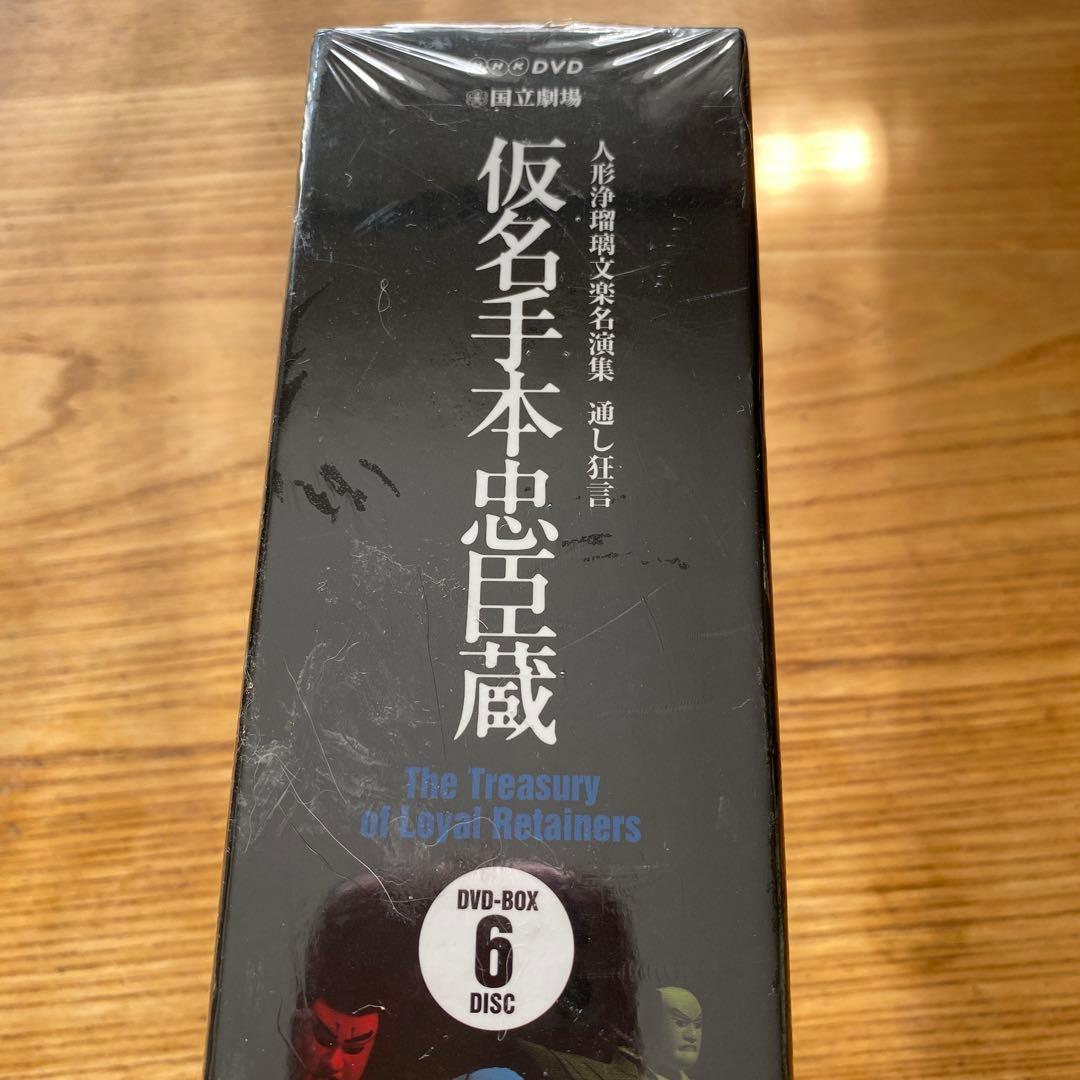 NHK DVD
国立劇場
人形浄瑠璃文楽名演集 通し狂言
仮名手本忠臣蔵
The Treasury
of Loyal Retainers
DVD-BOX
6
DISC